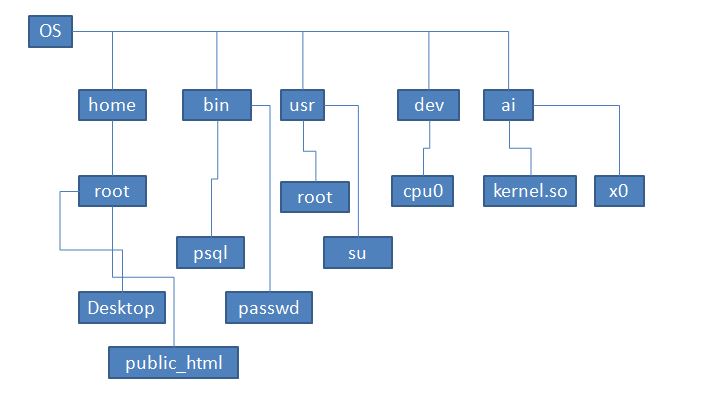 OS
home
bin
usr
dev
ai
root
root
cpu0
kernel.so
x0
psql
su
Desktop
passwd
public_html